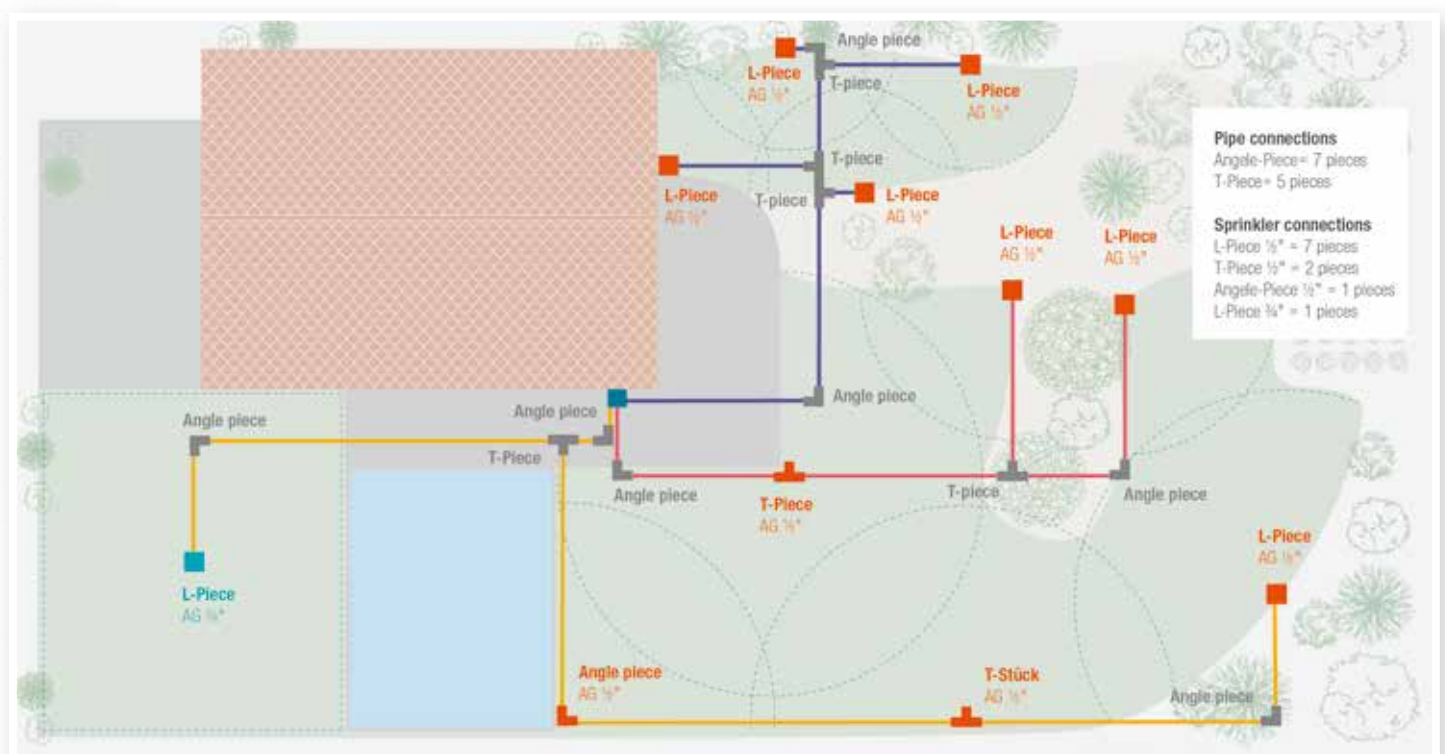 Angle piece
L-Piece
AG ½"
T-piece
L-Piece
AG ½"
Pipe connections
Angele-Piece= 7 pieces
T-Piece= 5 pieces
Sprinkler connections
L-Piece ½" = 7 pieces
T-Piece ½" = 2 pieces
Angele-Piece ½" = 1 pieces
L-Piece ¾" = 1 pieces
T-piece
L-Piece
AG ½"
T-piece
L-Piece
AG ½"
L-Piece
AG ½"
L-Piece
AG ½"
Angle piece
Angle piece
Angle piece
T-Piece
Angle piece
T-Piece
AG ½"
T-piece
Angle piece
L-Piece
AG ½"
L-Piece
AG ¾"
Angle piece
AG ½"
T-Stück
AG ½"
Angle piece